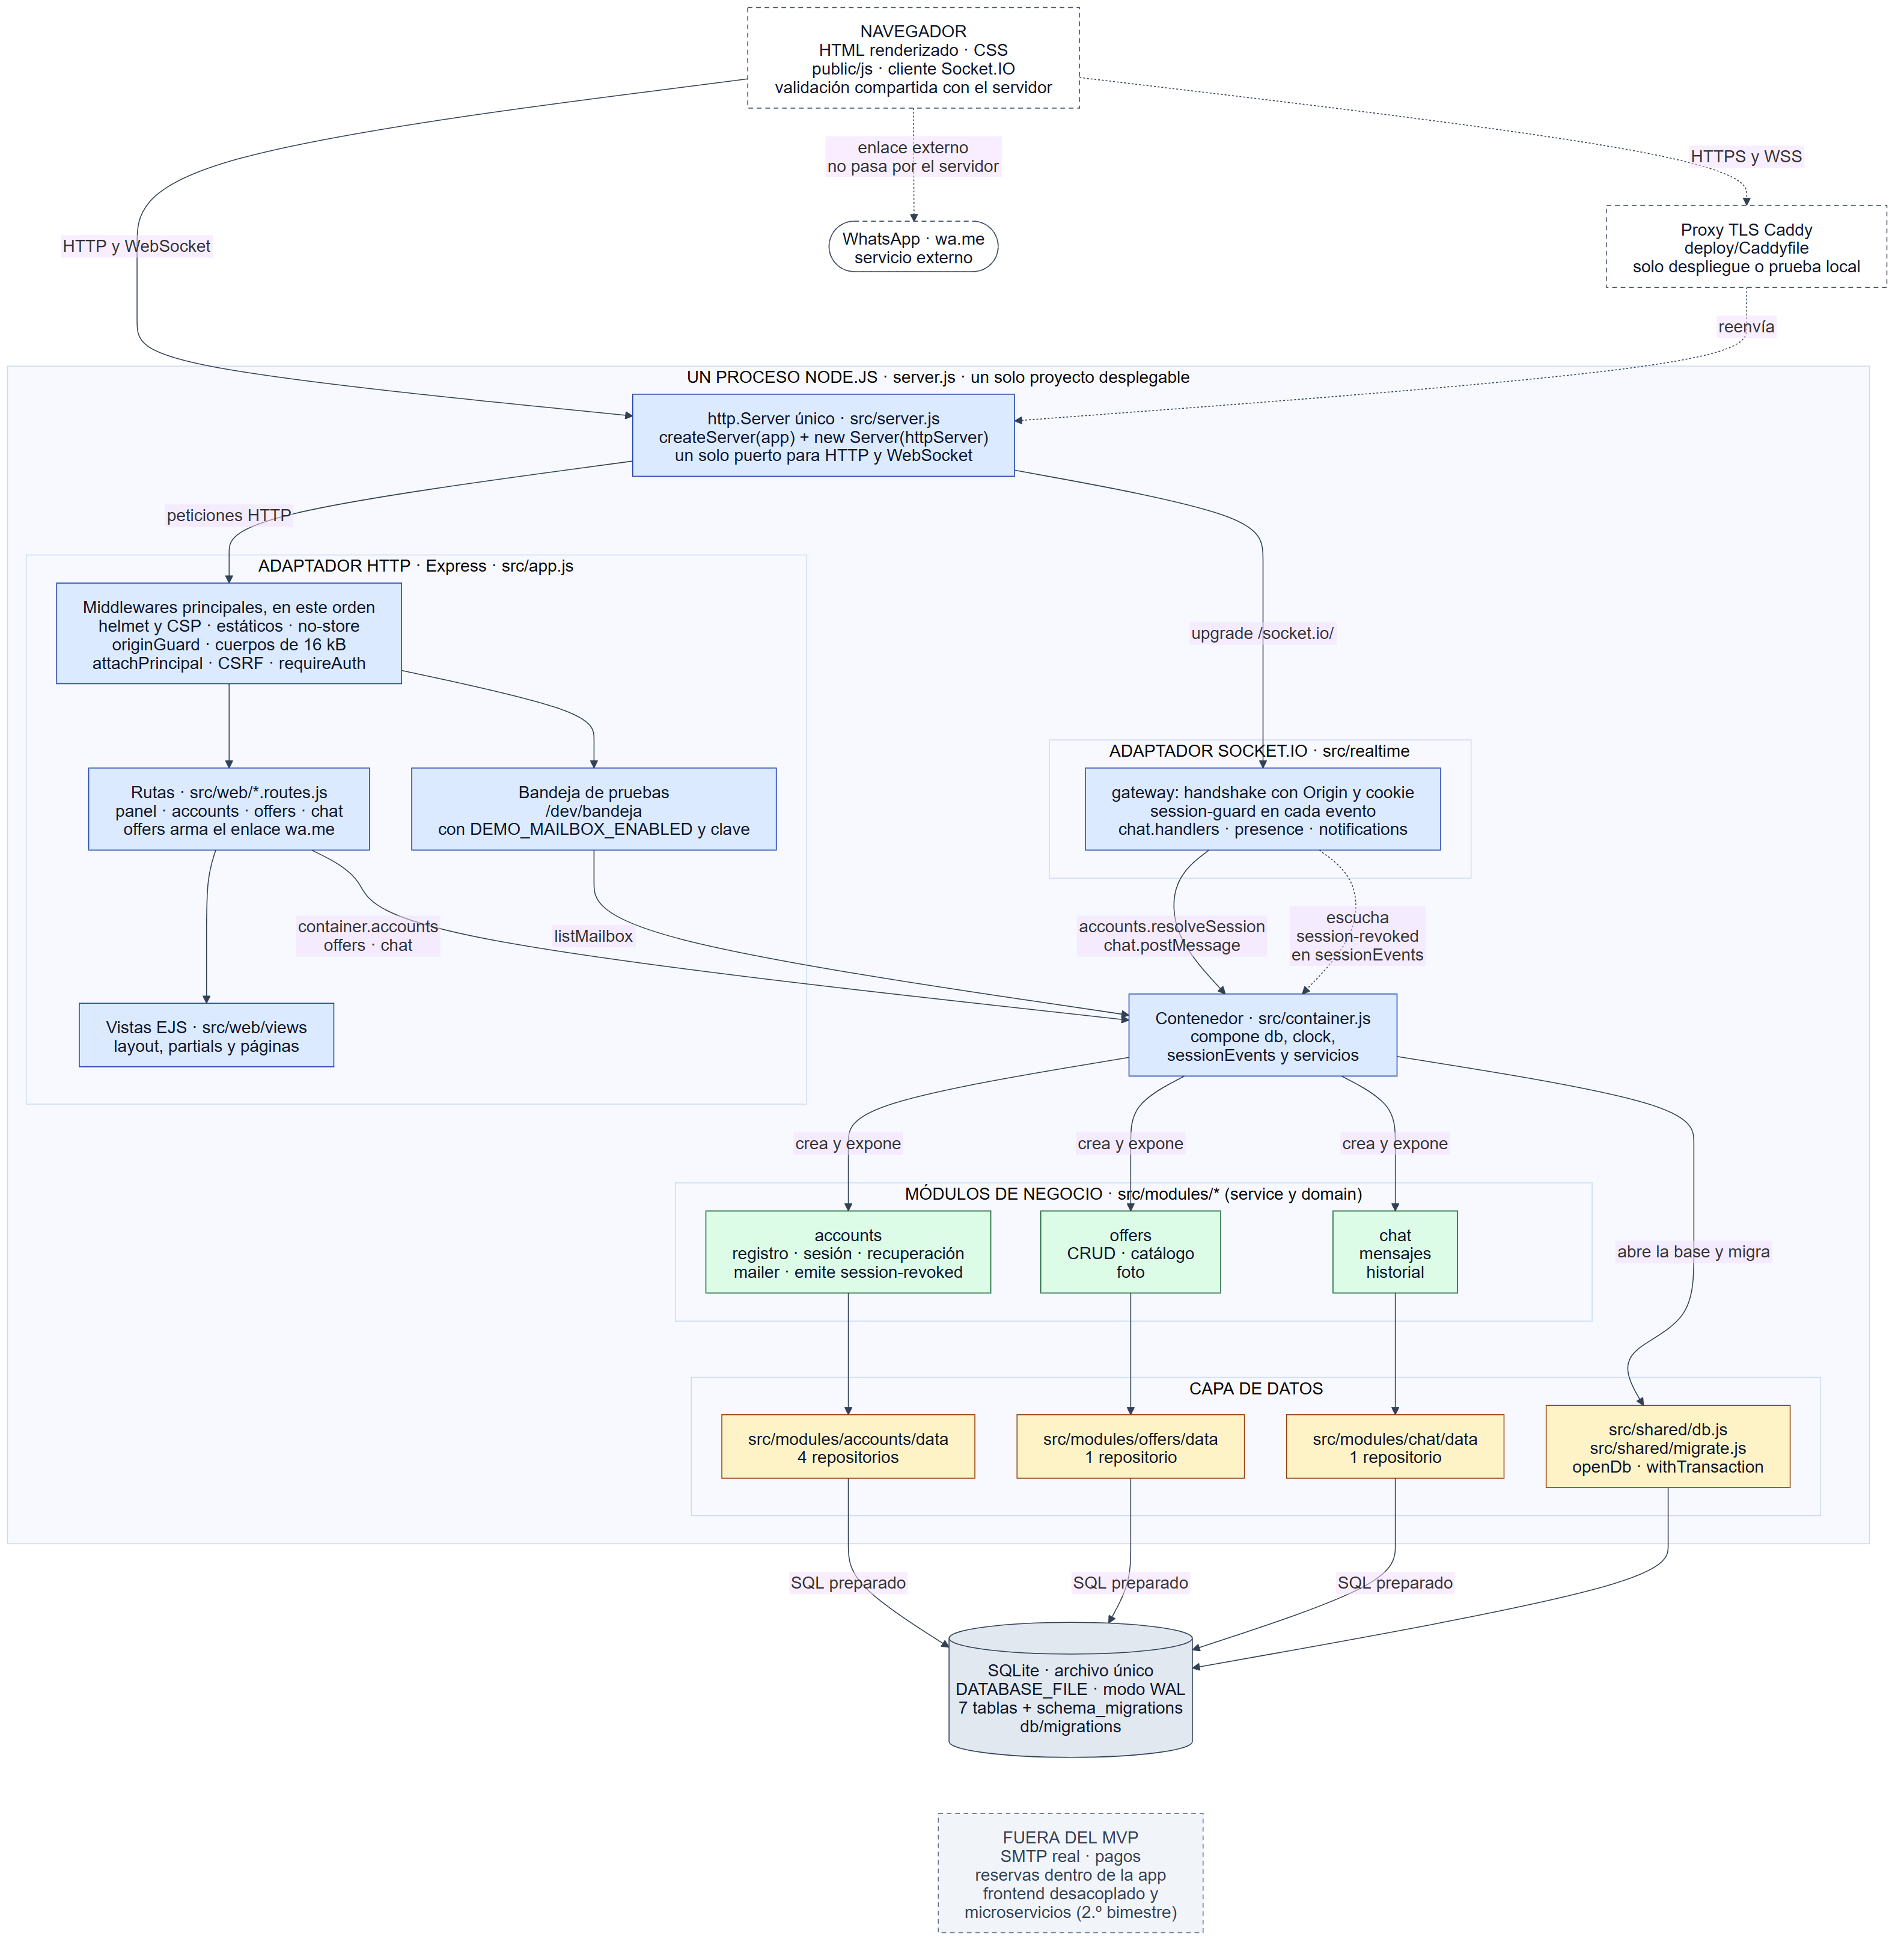 NAVEGADOR
HTML renderizado · CSS
public/js · cliente Socket.IO
validación compartida con el servidor
enlace externo
no pasa por el servidor
HTTPS y WSS
HTTP y WebSocket
WhatsApp · wa.me
servicio externo
Proxy TLS Caddy
deploy/Caddyfile
solo despliegue o prueba local
reenvía
UN PROCESO NODE.JS · server.js · un solo proyecto desplegable
http.Server único · src/server.js
createServer(app) + new Server(httpServer)
un solo puerto para HTTP y WebSocket
peticiones HTTP
upgrade /socket.io/
ADAPTADOR HTTP · Express · src/app.js
Middlewares principales, en este orden
helmet y CSP · estáticos · no-store
originGuard · cuerpos de 16 kB
attachPrincipal · CSRF · requireAuth
Rutas · src/web/*.routes.js
panel · accounts · offers · chat
offers arma el enlace wa.me
Bandeja de pruebas
/dev/bandeja
con DEMO_MAILBOX_ENABLED y clave
ADAPTADOR SOCKET.IO · src/realtime
gateway: handshake con Origin y cookie
session-guard en cada evento
chat.handlers · presence · notifications
container.accounts
offers · chat
listMailbox
accounts.resolveSession
chat.postMessage
escucha
session-revoked
en sessionEvents
Vistas EJS · src/web/views
layout, partials y páginas
Contenedor · src/container.js
compone db, clock,
sessionEvents y servicios
crea y expone
crea y expone
crea y expone
abre la base y migra
MÓDULOS DE NEGOCIO · src/modules/* (service y domain)
accounts
registro · sesión · recuperación
mailer · emite session-revoked
offers
CRUD · catálogo
foto
chat
mensajes
historial
CAPA DE DATOS
src/modules/accounts/data
4 repositorios
src/modules/offers/data
1 repositorio
src/modules/chat/data
1 repositorio
src/shared/db.js
src/shared/migrate.js
openDb · withTransaction
SQL preparado
SQL preparado
SQL preparado
SQLite · archivo único
DATABASE_FILE · modo WAL
7 tablas + schema_migrations
db/migrations
FUERA DEL MVP
SMTP real · pagos
reservas dentro de la app
frontend desacoplado y
microservicios (2.º bimestre)